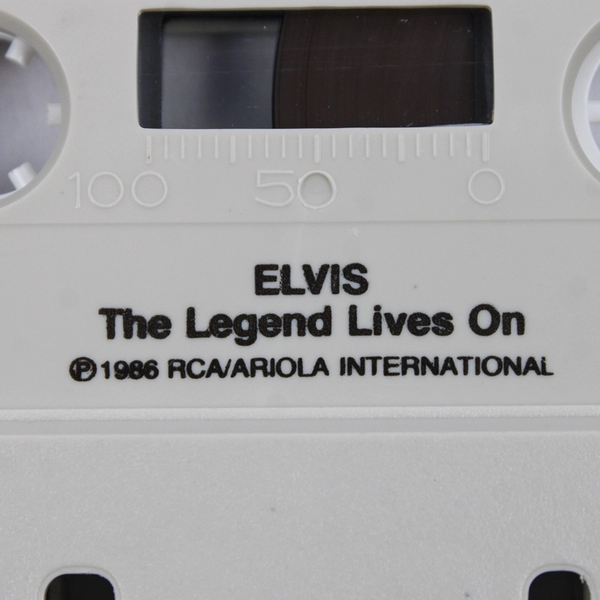 100 50 0
ELVIS
The Legend Lives On
℗ 1986 RCA/ARIOLA INTERNATIONAL